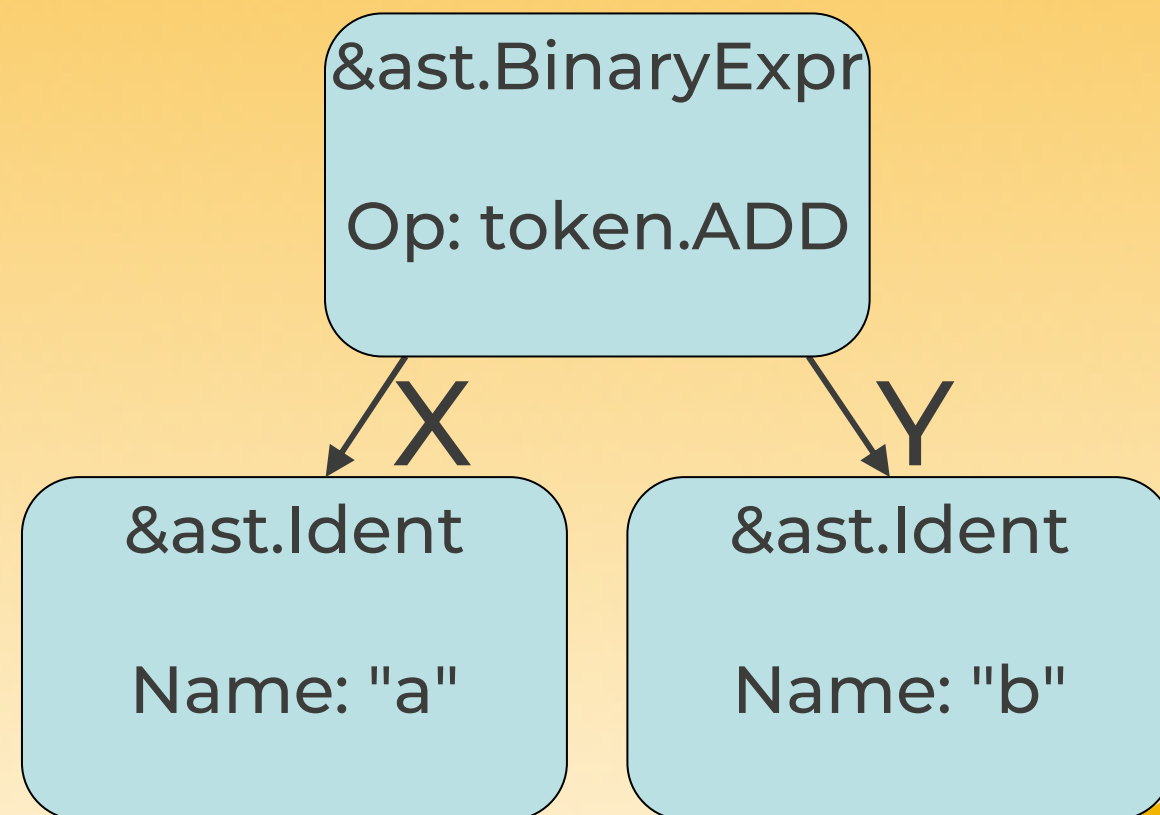 &ast.BinaryExpr
Op: token.ADD
X
Y
&ast.Ident
Name: "a"
&ast.Ident
Name: "b"